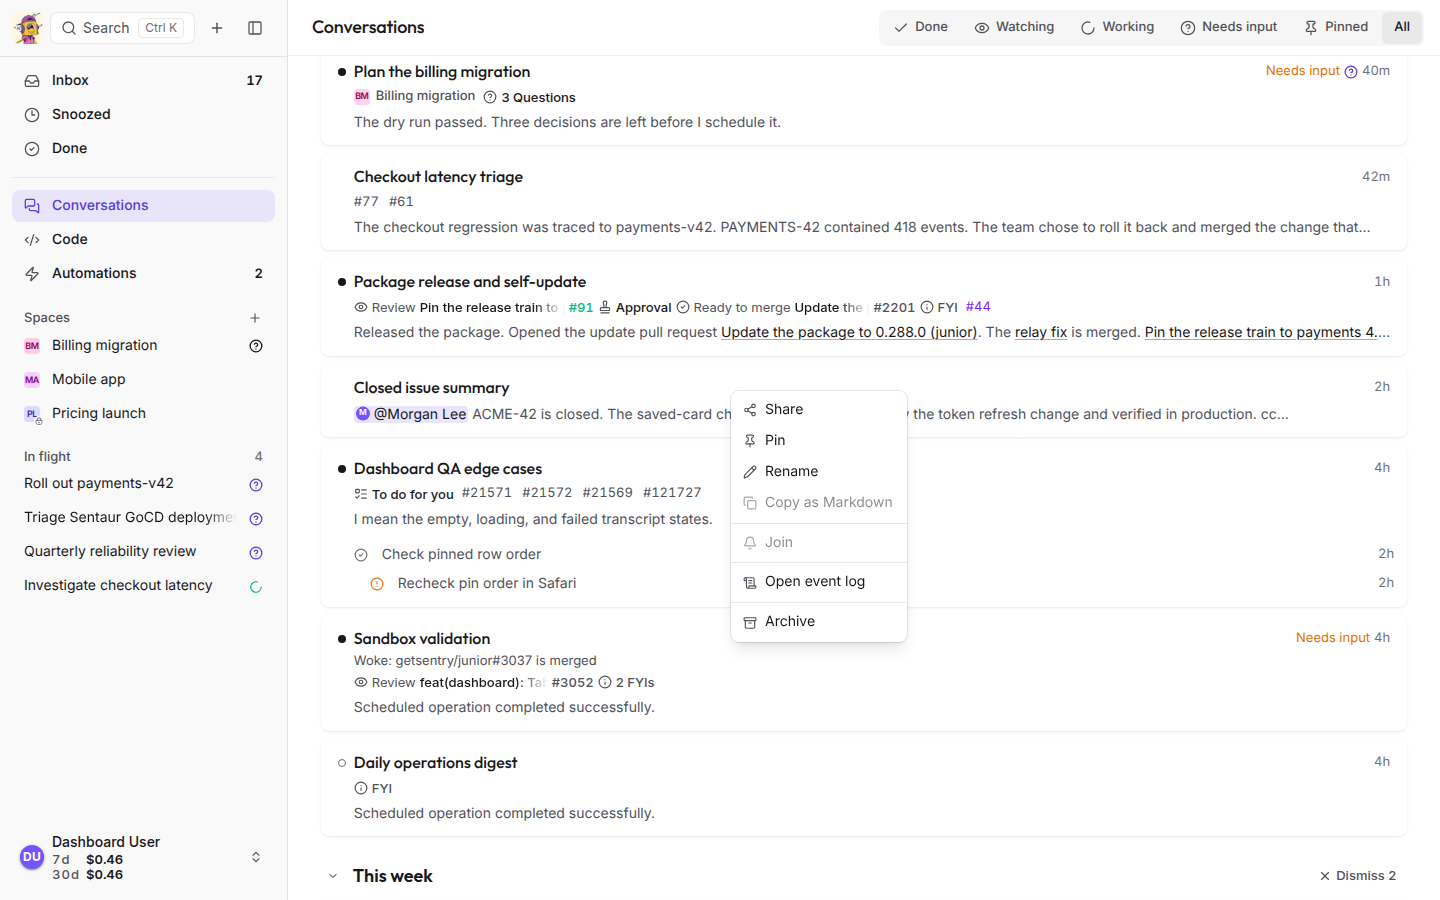 Search Ctrl K
Inbox 17
Snoozed
Done
Conversations
Code
Automations 2
Spaces
BM Billing migration
MA Mobile app
PL Pricing launch
In flight 4
Roll out payments-v42
Triage Sentaur GoCD deployme
Quarterly reliability review
Investigate checkout latency
DU Dashboard User
7d $0.46
30d $0.46
Conversations
Done Watching Working Needs input Pinned All
Plan the billing migration Needs input 40m
BM Billing migration 3 Questions
The dry run passed. Three decisions are left before I schedule it.
Checkout latency triage 42m
#77 #61
The checkout regression was traced to payments-v42. PAYMENTS-42 contained 418 events. The team chose to roll it back and merged the change that...
Package release and self-update 1h
Review Pin the release train to #91 Approval Ready to merge Update the #2201 FYI #44
Released the package. Opened the update pull request Update the package to 0.288.0 (junior). The relay fix is merged. Pin the release train to payments 4....
Closed issue summary 2h
M @Morgan Lee ACME-42 is closed. The saved-card ch the token refresh change and verified in production. cc...
Dashboard QA edge cases 4h
To do for you #21571 #21572 #21569 #121727
I mean the empty, loading, and failed transcript states.
Check pinned row order 2h
Recheck pin order in Safari 2h
Share
Pin
Rename
Copy as Markdown
Join
Open event log
Archive
Sandbox validation Needs input 4h
Woke: getsentry/junior#3037 is merged
Review feat(dashboard): Tal #3052 2 FYIs
Scheduled operation completed successfully.
Daily operations digest 4h
FYI
Scheduled operation completed successfully.
This week Dismiss 2